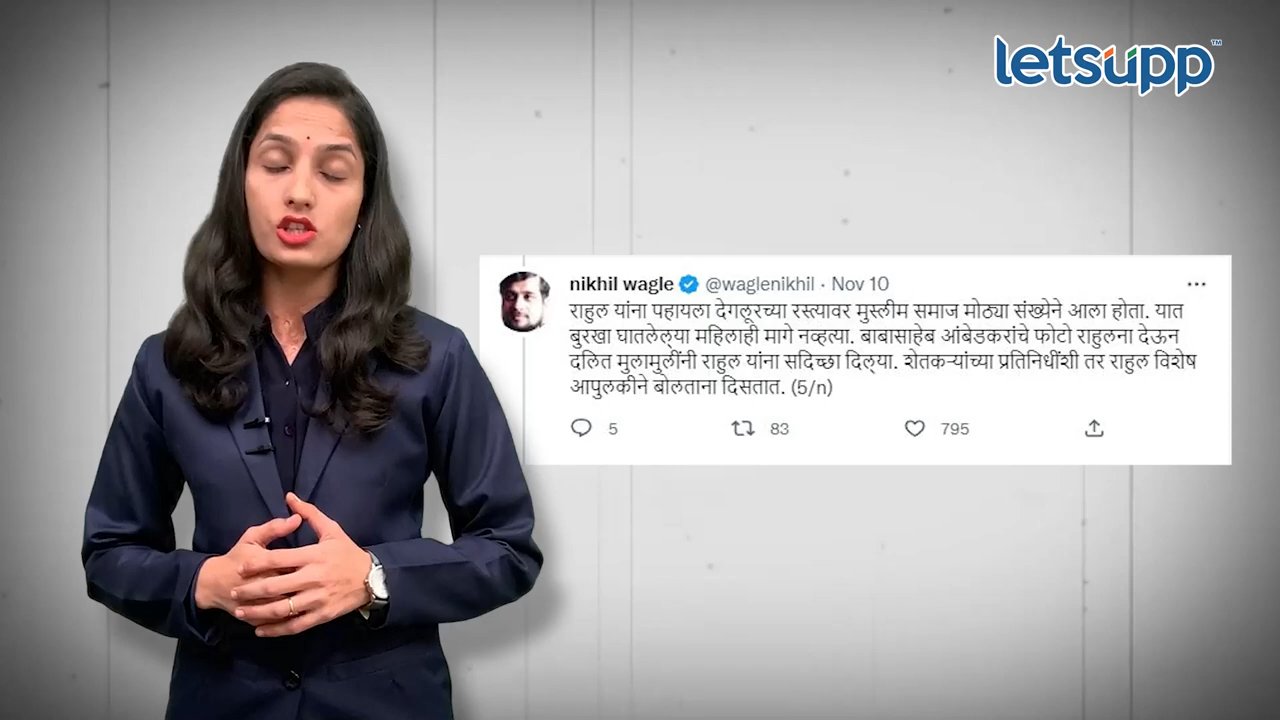 letsupp™
nikhil wagle @waglenikhil · Nov 10
राहुल यांना पहायला देगलूरच्या रस्त्यावर मुस्लीम समाज मोठ्या संख्येने आला होता. यात
बुरखा घातलेल्या महिलाही मागे नव्हत्या. बाबासाहेब आंबेडकरांचे फोटो राहुलना देऊन
दलित मुलामुलींनी राहुल यांना सदिच्छा दिल्या. शेतकऱ्यांच्या प्रतिनिधींशी तर राहुल विशेष
आपुलकीने बोलताना दिसतात. (5/n)
5 83 795